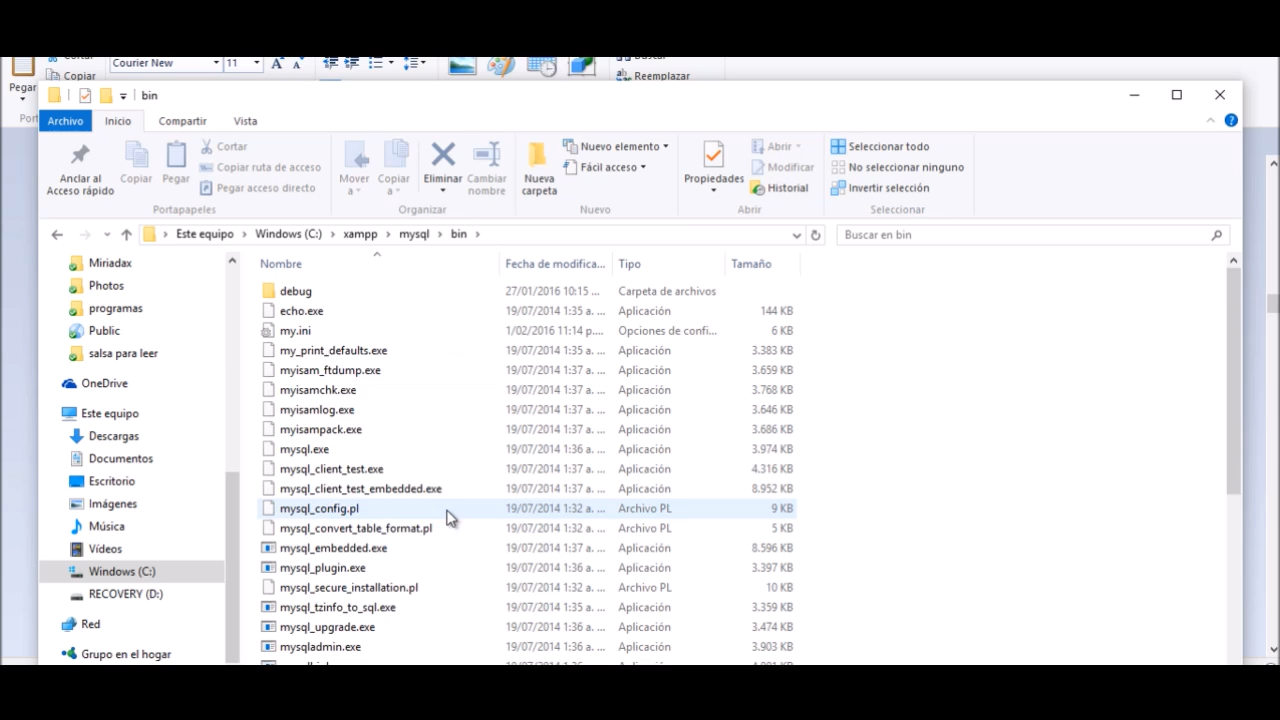 Cortar
Courier New 11 A A
Buscar
Pegar Copiar
Reemplazar
bin
Archivo Inicio Compartir Vista
Anclar al Acceso rápido
Copiar
Pegar
Cortar
Copiar ruta de acceso
Pegar acceso directo
Portapapeles
Mover a
Copiar a
Eliminar
Cambiar nombre
Organizar
Nueva carpeta
Nuevo elemento
Fácil acceso
Nuevo
Propiedades
Abrir
Modificar
Historial
Abrir
Seleccionar todo
No seleccionar ninguno
Invertir selección
Seleccionar
Este equipo > Windows (C:) > xampp > mysql > bin >
Buscar en bin
Miriadax
Photos
programas
Public
salsa para leer
OneDrive
Este equipo
Descargas
Documentos
Escritorio
Imágenes
Música
Vídeos
Windows (C:)
RECOVERY (D:)
Red
Grupo en el hogar
Nombre Fecha de modifica... Tipo Tamaño
debug 27/01/2016 10:15 ... Carpeta de archivos
echo.exe 19/07/2014 1:35 a. ... Aplicación 144 KB
my.ini 1/02/2016 11:14 p.... Opciones de confi... 6 KB
my_print_defaults.exe 19/07/2014 1:35 a. ... Aplicación 3.383 KB
myisam_ftdump.exe 19/07/2014 1:37 a. ... Aplicación 3.659 KB
myisamchk.exe 19/07/2014 1:37 a. ... Aplicación 3.768 KB
myisamlog.exe 19/07/2014 1:37 a. ... Aplicación 3.646 KB
myisampack.exe 19/07/2014 1:37 a. ... Aplicación 3.686 KB
mysql.exe 19/07/2014 1:36 a. ... Aplicación 3.974 KB
mysql_client_test.exe 19/07/2014 1:37 a. ... Aplicación 4.316 KB
mysql_client_test_embedded.exe 19/07/2014 1:37 a. ... Aplicación 8.952 KB
mysql_config.pl 19/07/2014 1:32 a. ... Archivo PL 9 KB
mysql_convert_table_format.pl 19/07/2014 1:32 a. ... Archivo PL 5 KB
mysql_embedded.exe 19/07/2014 1:37 a. ... Aplicación 8.596 KB
mysql_plugin.exe 19/07/2014 1:36 a. ... Aplicación 3.397 KB
mysql_secure_installation.pl 19/07/2014 1:32 a. ... Archivo PL 10 KB
mysql_tzinfo_to_sql.exe 19/07/2014 1:35 a. ... Aplicación 3.359 KB
mysql_upgrade.exe 19/07/2014 1:36 a. ... Aplicación 3.474 KB
mysqladmin.exe 19/07/2014 1:36 a. ... Aplicación 3.903 KB